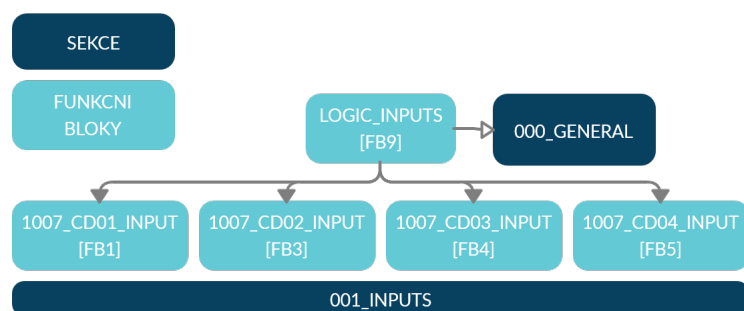 SEKCE
FUNKCNI
BLOKY
LOGIC_INPUTS
[FB9]
000_GENERAL
1007_CD01_INPUT
[FB1]
1007_CD02_INPUT
[FB3]
1007_CD03_INPUT
[FB4]
1007_CD04_INPUT
[FB5]
001_INPUTS